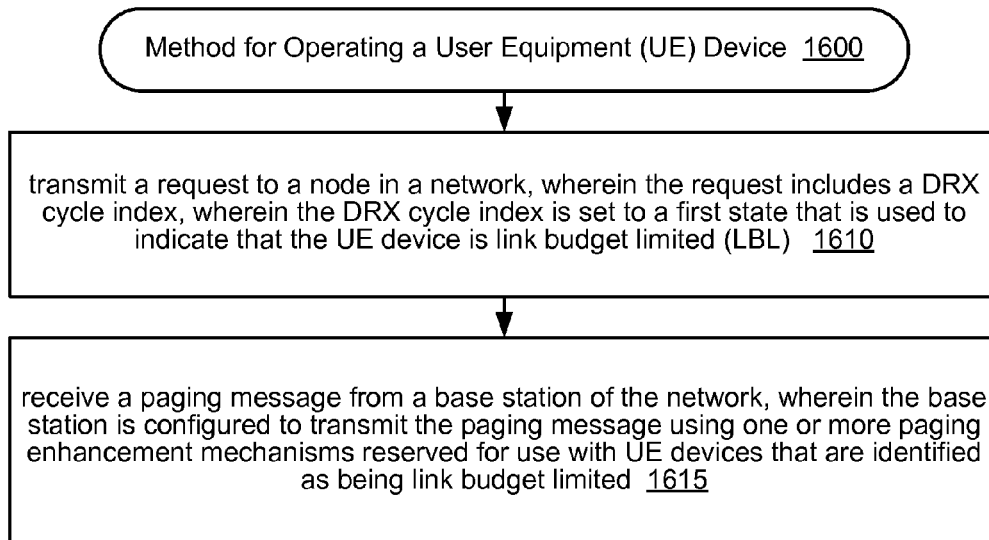 Method for Operating a User Equipment (UE) Device 1600
transmit a request to a node in a network, wherein the request includes a DRX
cycle index, wherein the DRX cycle index is set to a first state that is used to
indicate that the UE device is link budget limited (LBL) 1610
receive a paging message from a base station of the network, wherein the base
station is configured to transmit the paging message using one or more paging
enhancement mechanisms reserved for use with UE devices that are identified
as being link budget limited 1615